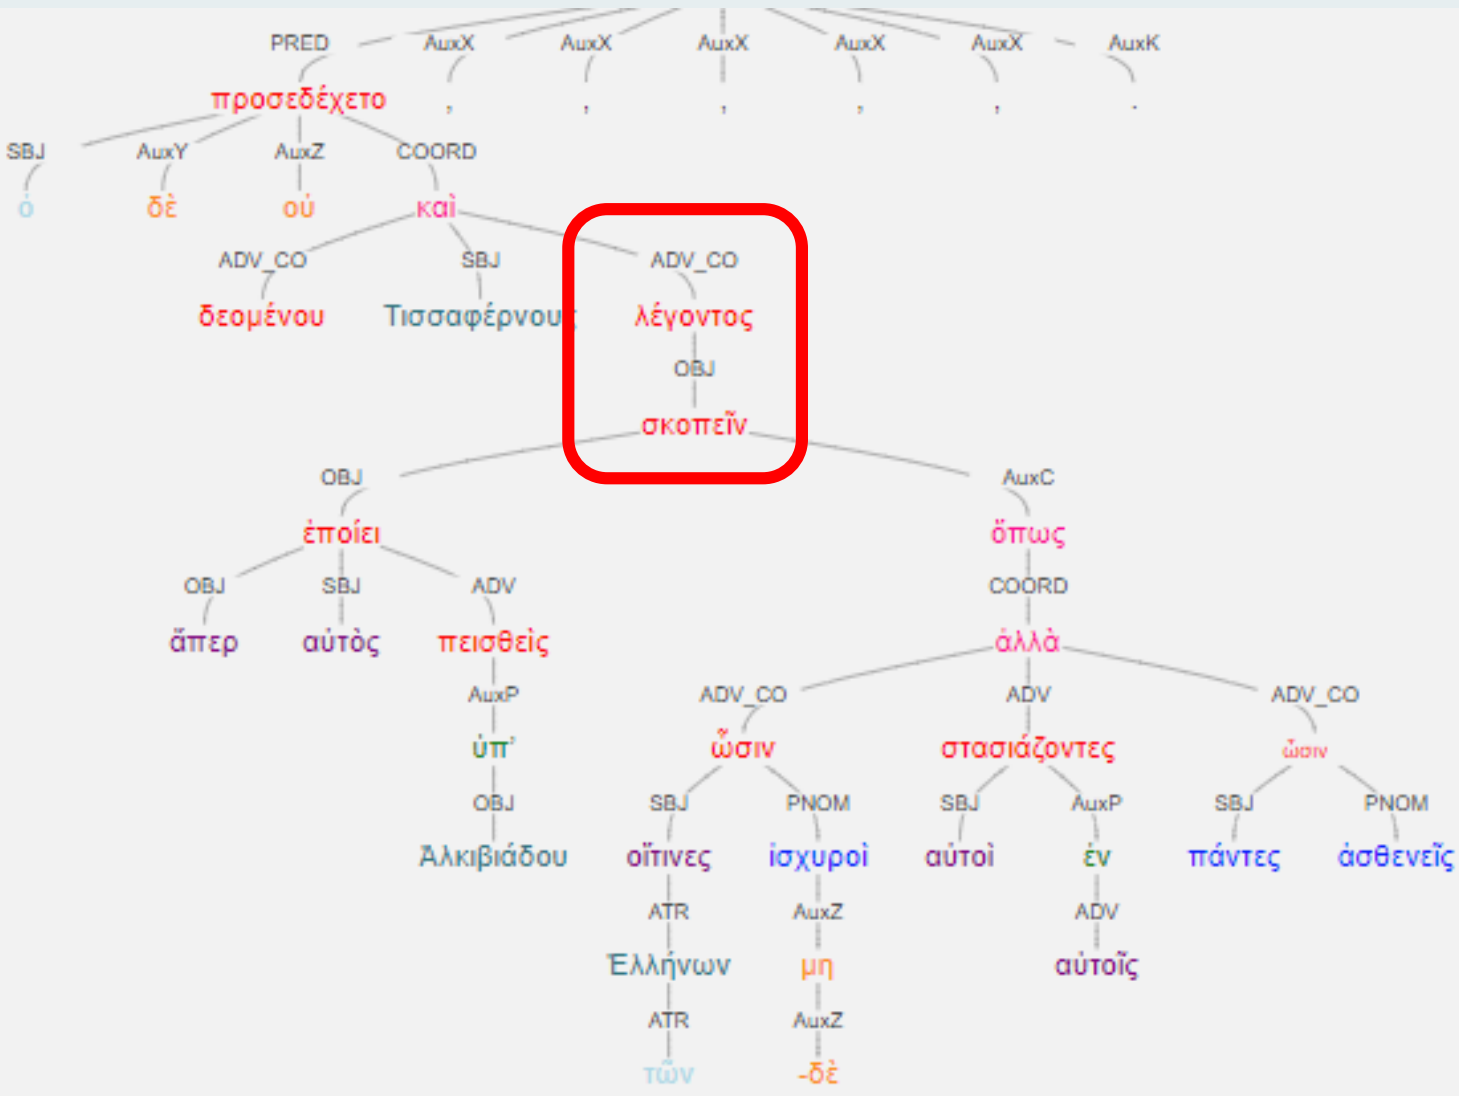 PRED AuxX AuxX AuxX AuxX AuxX AuxK
προσεδέχετο , , , , , .
SBJ AuxY AuxZ COORD
ὁ δὲ οὐ καὶ
ADV_CO SBJ ADV_CO
δεομένου Τισσαφέρνους λέγοντος
OBJ
σκοπεῖν
OBJ AuxC
ἐποίει ὅπως
OBJ SBJ ADV COORD
ἅπερ αὐτὸς πεισθεὶς ἀλλὰ
AuxP ADV_CO ADV ADV_CO
ὑπ’ ὦσιν στασιάζοντες ὦσιν
OBJ SBJ PNOM SBJ AuxP SBJ PNOM
Ἀλκιβιάδου οἵτινες ἰσχυροὶ αὐτοὶ ἐν πάντες ἀσθενεῖς
ATR AuxZ ADV
Ἑλλήνων μη αὑτοῖς
ATR AuxZ
τῶν -δὲ